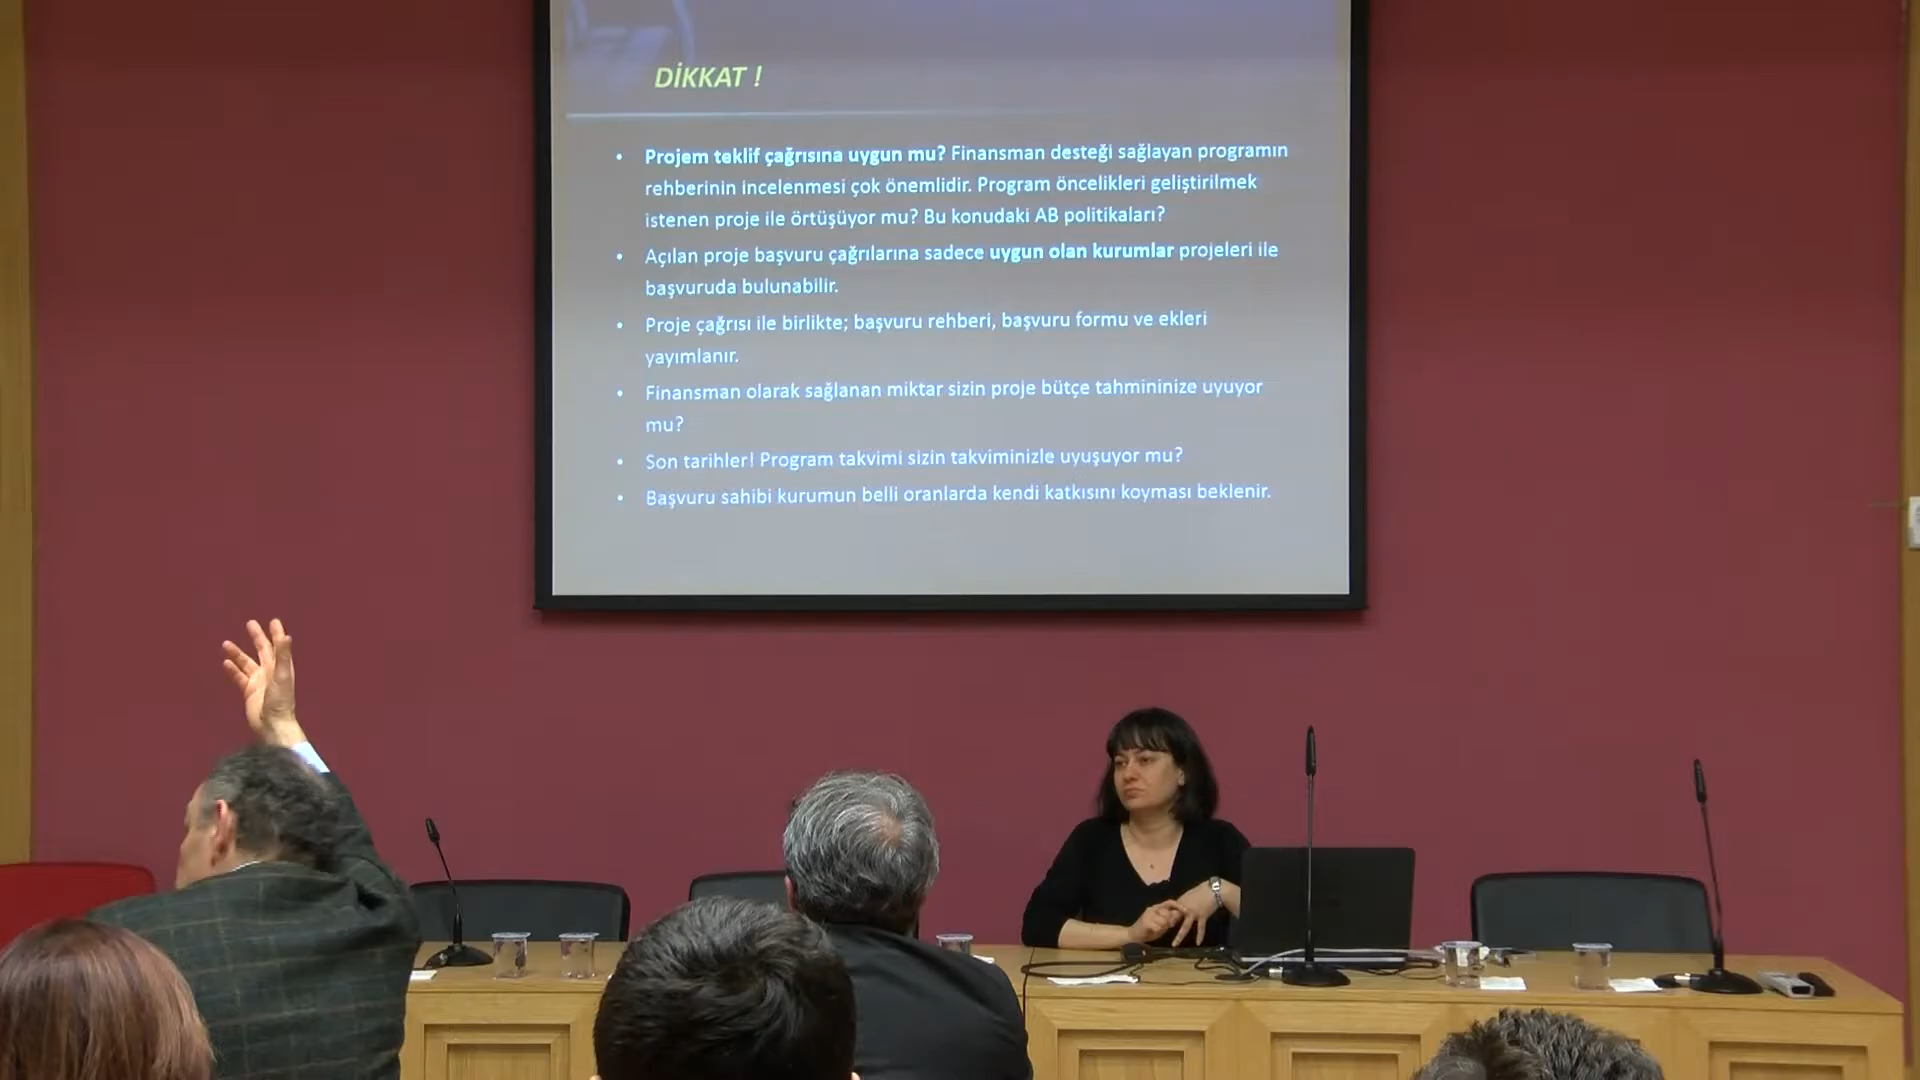 DİKKAT !
• Projem teklif çağrısına uygun mu? Finansman desteği sağlayan programın
rehberinin incelenmesi çok önemlidir. Program öncelikleri geliştirilmek
istenen proje ile örtüşüyor mu? Bu konudaki AB politikaları?
• Açılan proje başvuru çağrılarına sadece uygun olan kurumlar projeleri ile
başvuruda bulunabilir.
• Proje çağrısı ile birlikte; başvuru rehberi, başvuru formu ve ekleri
yayımlanır.
• Finansman olarak sağlanan miktar sizin proje bütçe tahmininize uyuyor
mu?
• Son tarihler! Program takvimi sizin takviminizle uyuşuyor mu?
• Başvuru sahibi kurumun belli oranlarda kendi katkısını koyması beklenir.